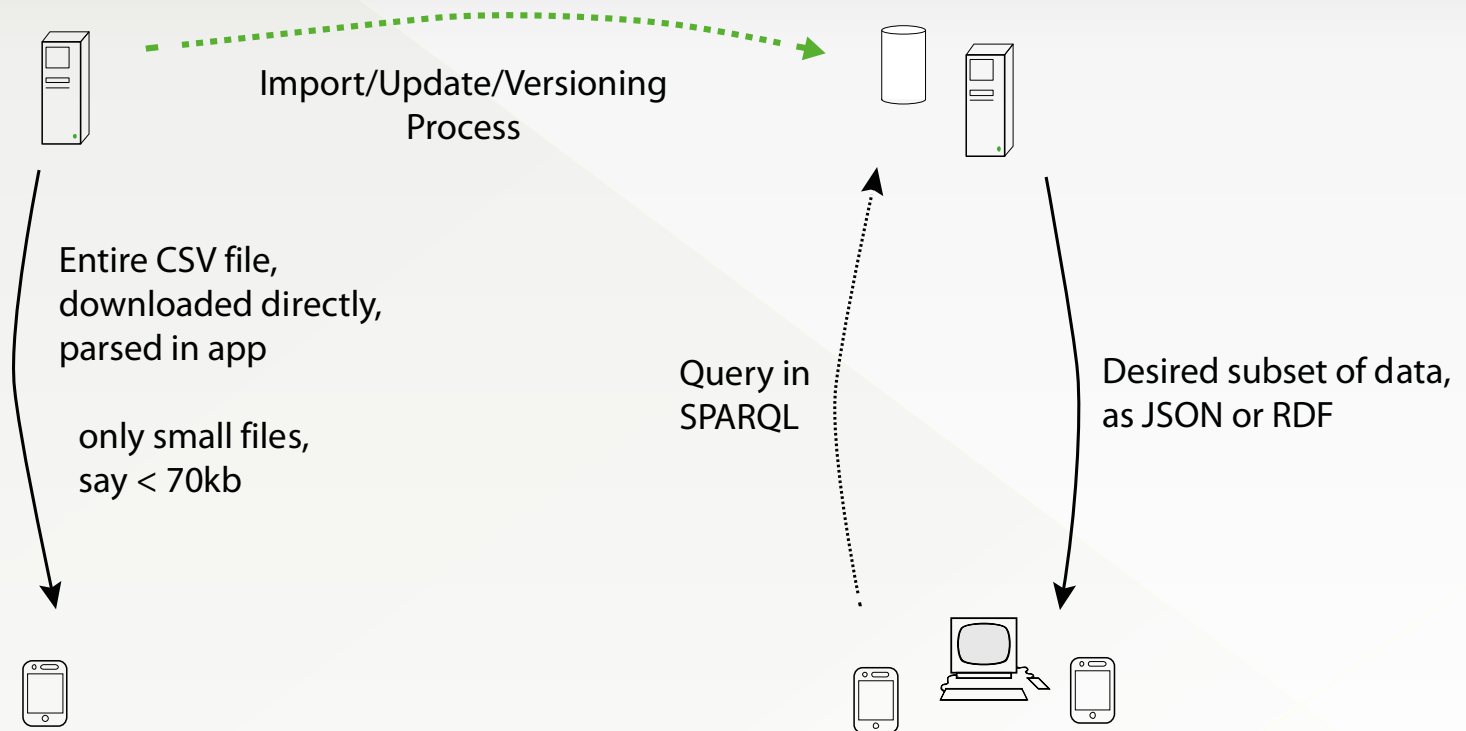 Import/Update/Versioning
Process
Entire CSV file,
downloaded directly,
parsed in app
only small files,
say < 70kb
Query in
SPARQL
Desired subset of data,
as JSON or RDF